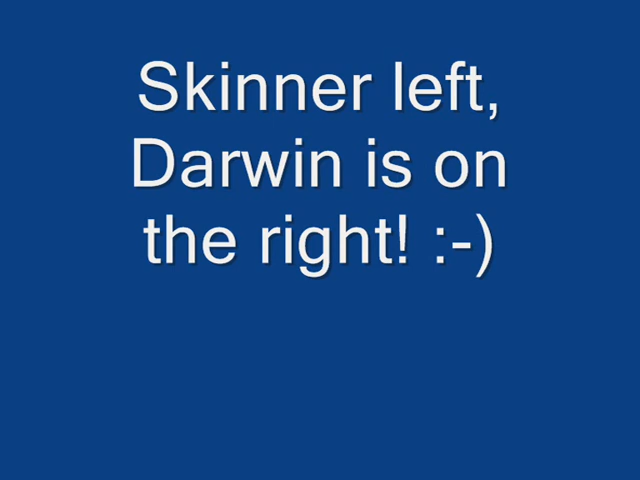 Skinner left,
Darwin is on
the right! :-)